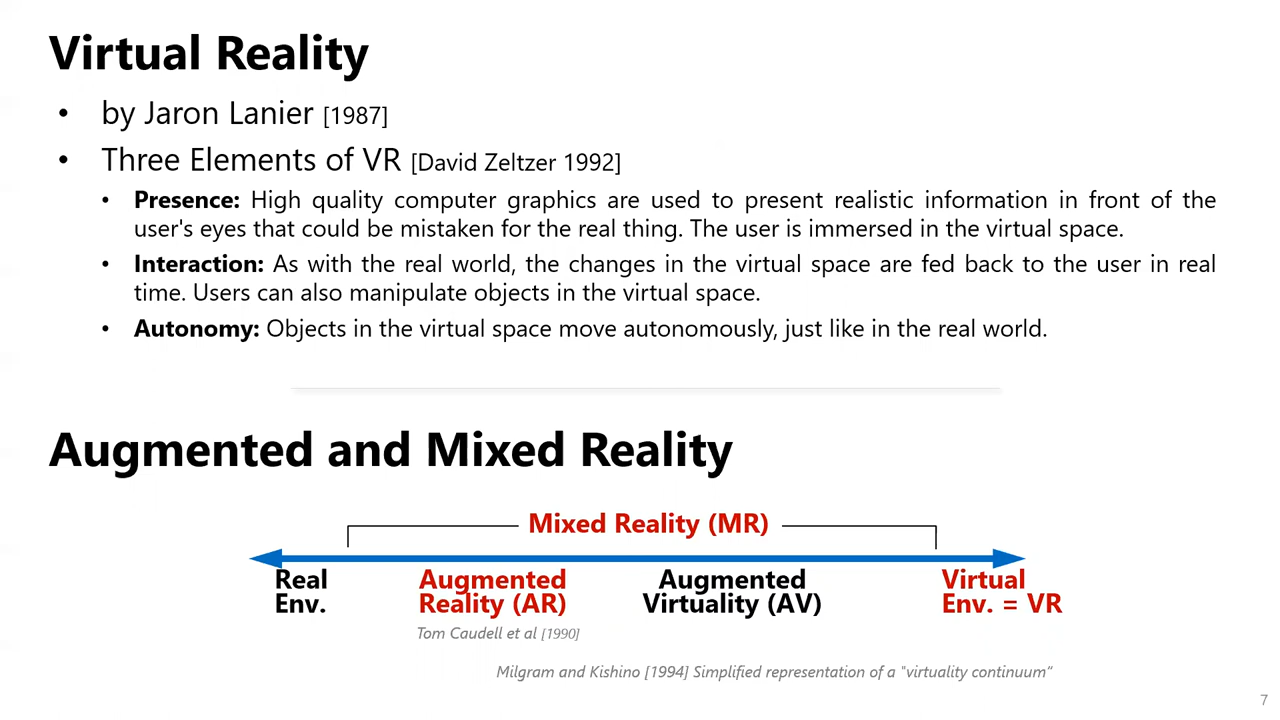 Virtual Reality
• by Jaron Lanier [1987]
• Three Elements of VR [David Zeltzer 1992]
• Presence: High quality computer graphics are used to present realistic information in front of the
user's eyes that could be mistaken for the real thing. The user is immersed in the virtual space.
• Interaction: As with the real world, the changes in the virtual space are fed back to the user in real
time. Users can also manipulate objects in the virtual space.
• Autonomy: Objects in the virtual space move autonomously, just like in the real world.
Augmented and Mixed Reality
Mixed Reality (MR)
Real
Env.
Augmented
Reality (AR)
Augmented
Virtuality (AV)
Virtual
Env. = VR
Tom Caudell et al [1990]
Milgram and Kishino [1994] Simplified representation of a "virtuality continuum”
7